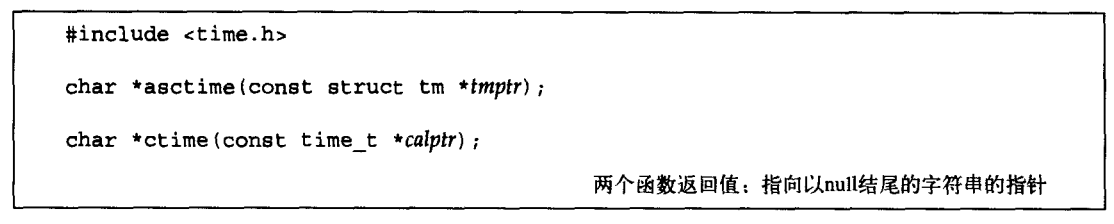 #include <time.h>
char *asctime(const struct tm *tmptr);
char *ctime(const time_t *calptr);
两个函数返回值：指向以null结尾的字符串的指针